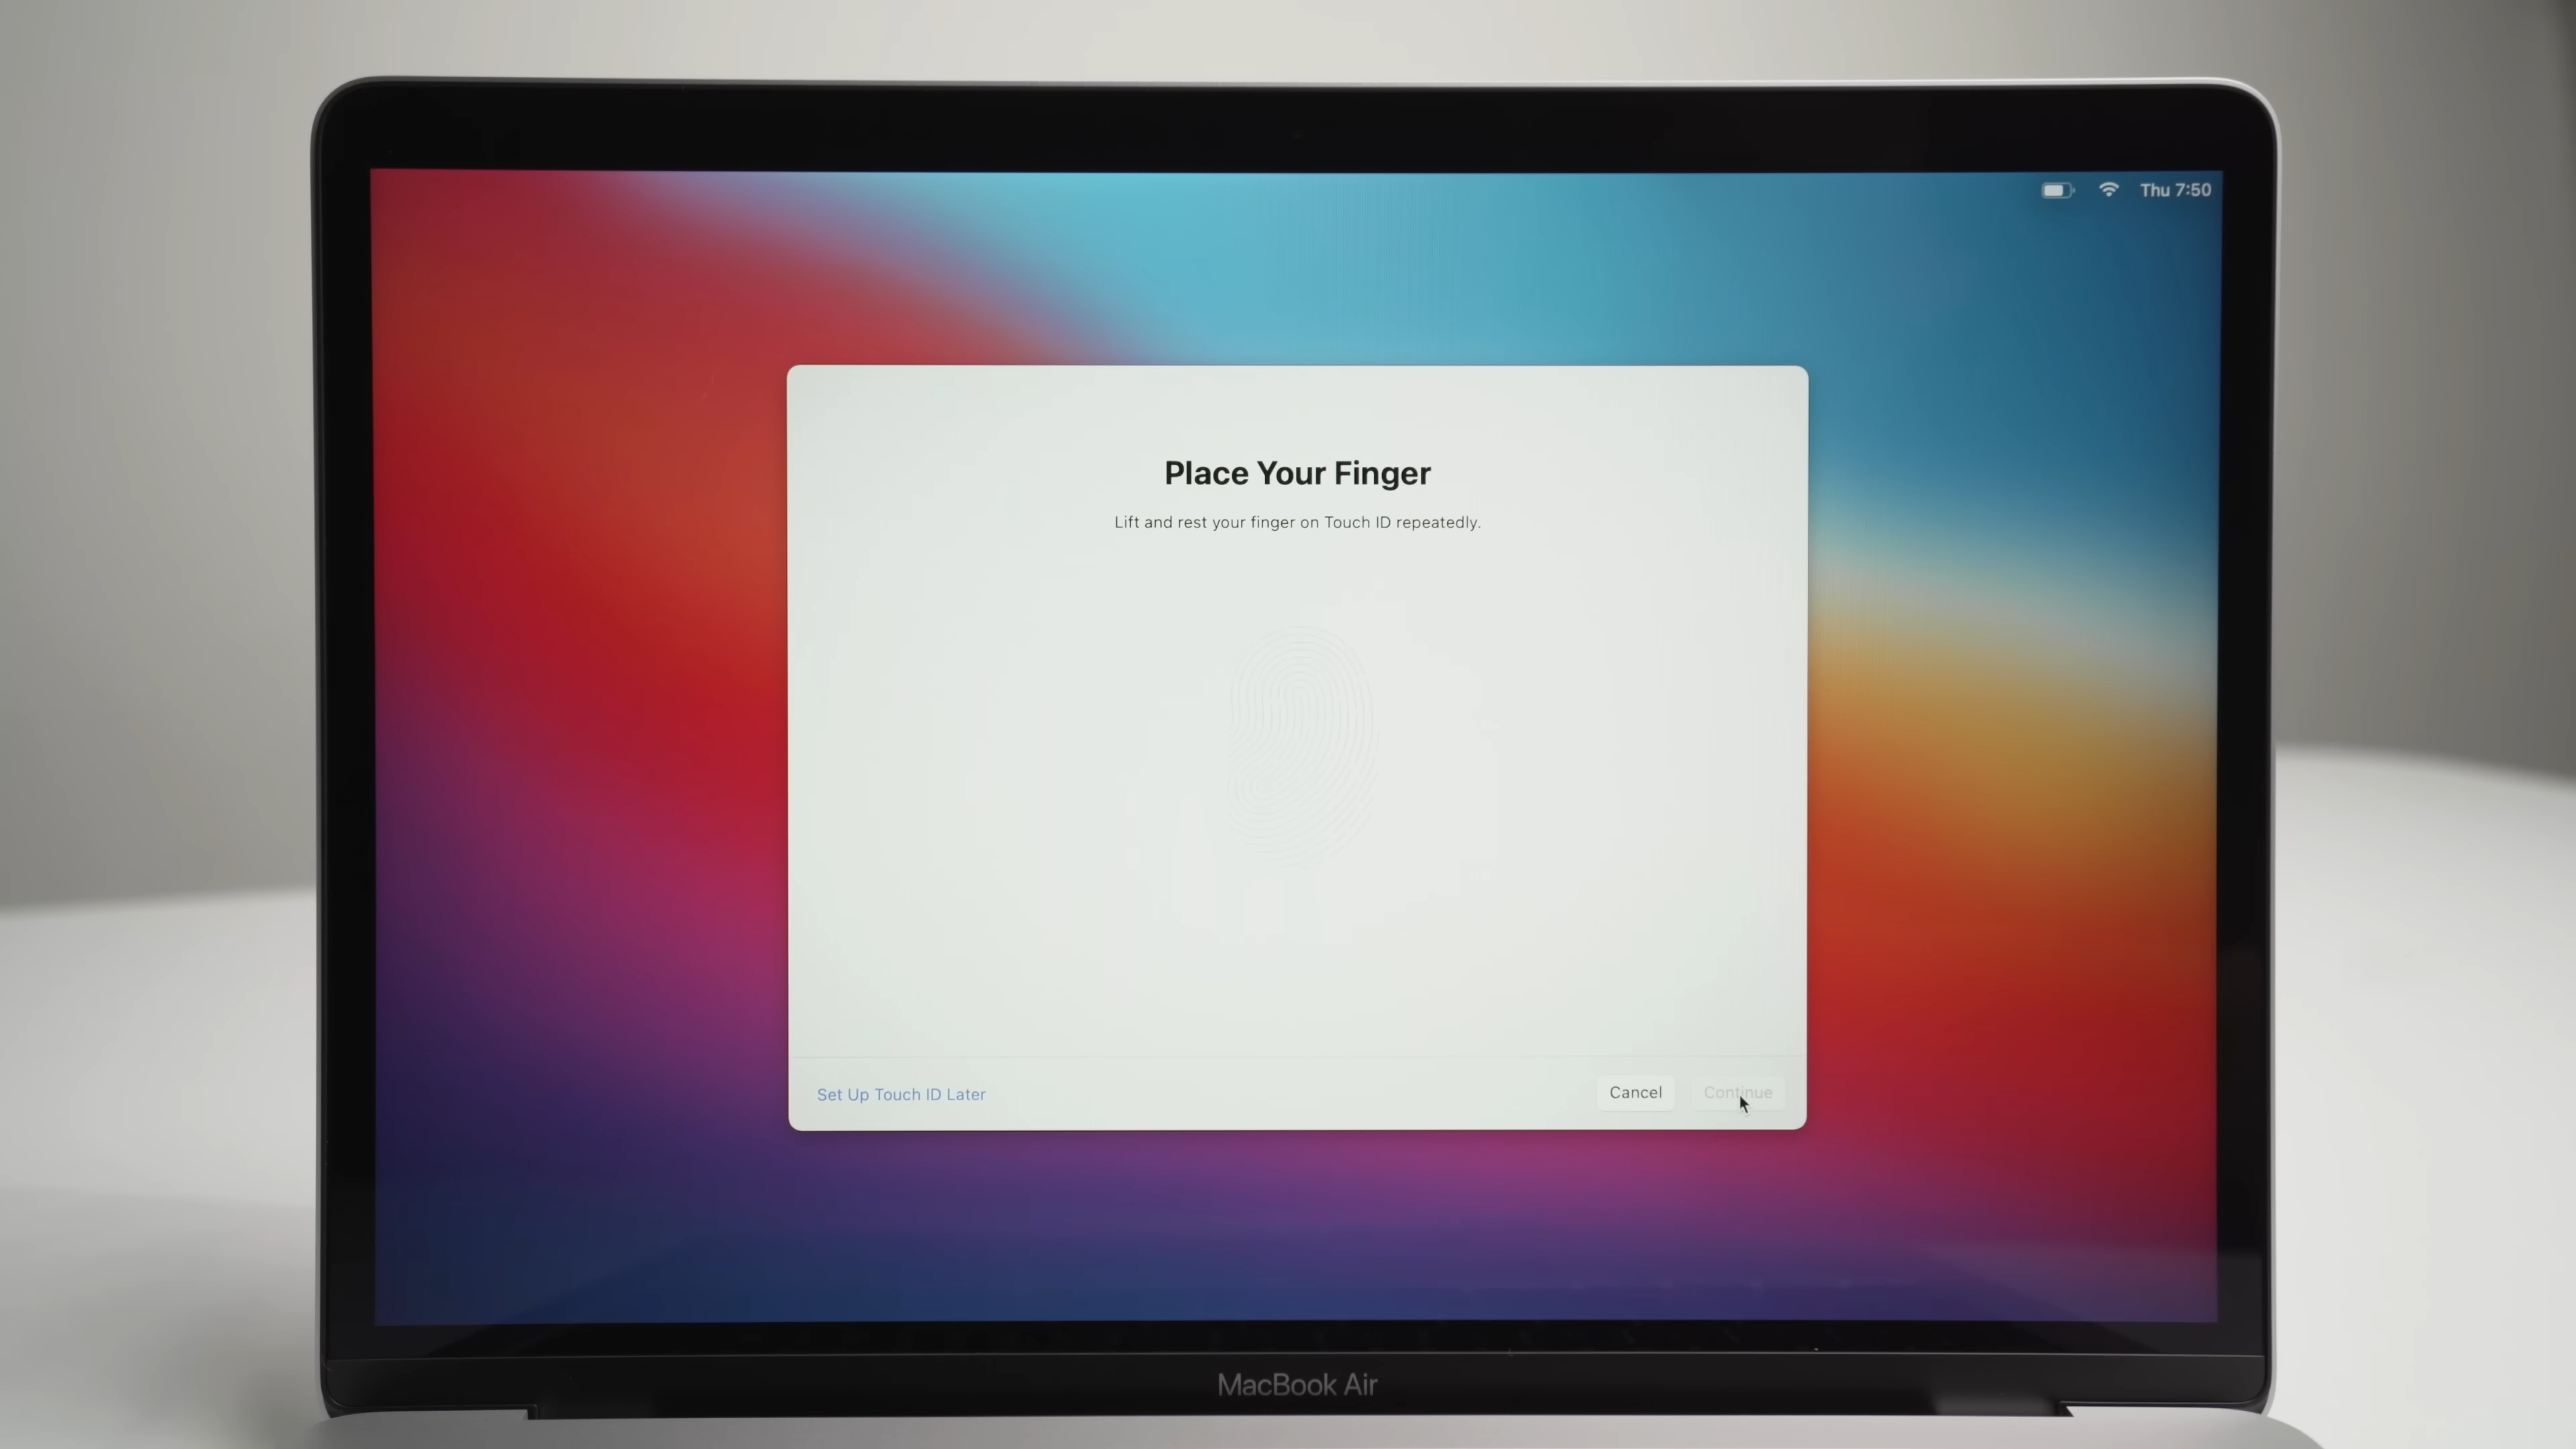 Thu 7:50
Place Your Finger
Lift and rest your finger on Touch ID repeatedly.
Set Up Touch ID Later
Cancel
Continue
MacBook Air